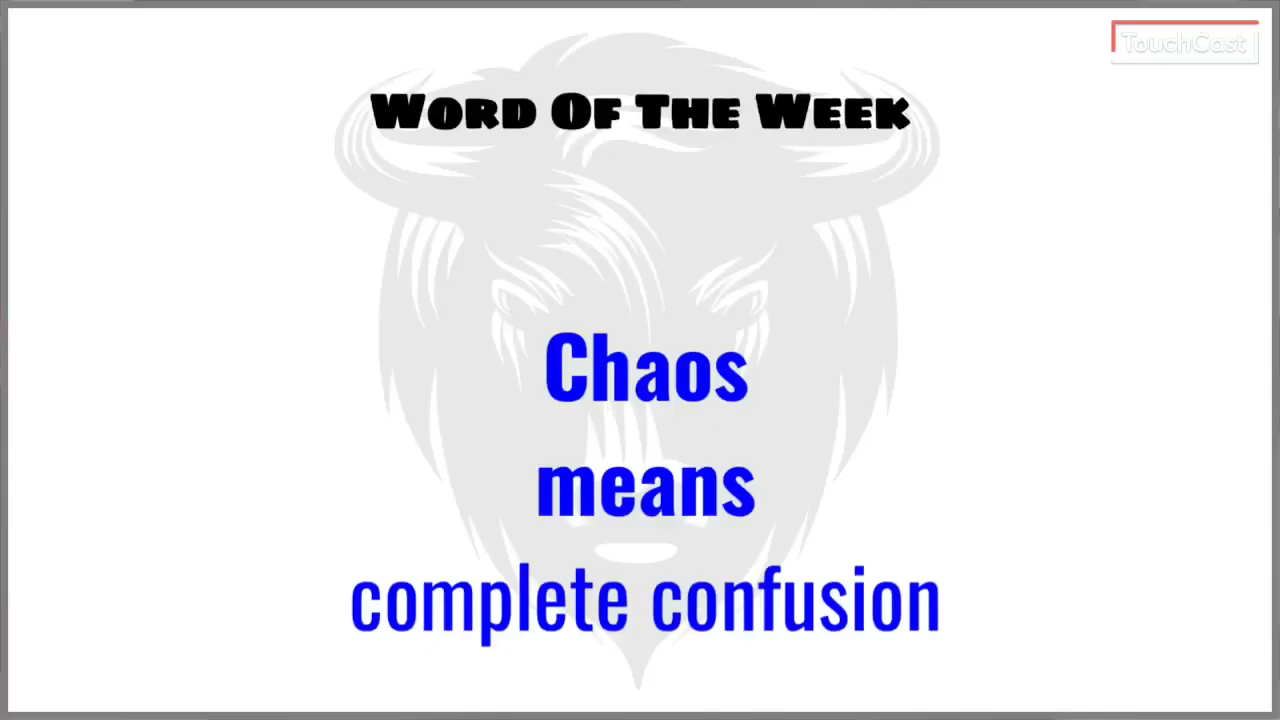 TouchCast
Word Of The Week
Chaos
means
complete confusion